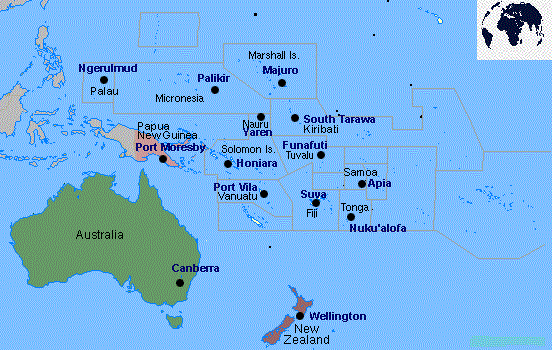 Marshall Is.
Majuro
Ngerulmud
Palau
Palikir
Micronesia
Nauru
Yaren
South Tarawa
Kiribati
Papua
New Guinea
Port Moresby
Solomon Is.
Honiara
Funafuti
Tuvalu
Samoa
Apia
Port Vila
Vanuatu
Suva
Fiji
Tonga
Nuku'alofa
Australia
Canberra
Wellington
New
Zealand